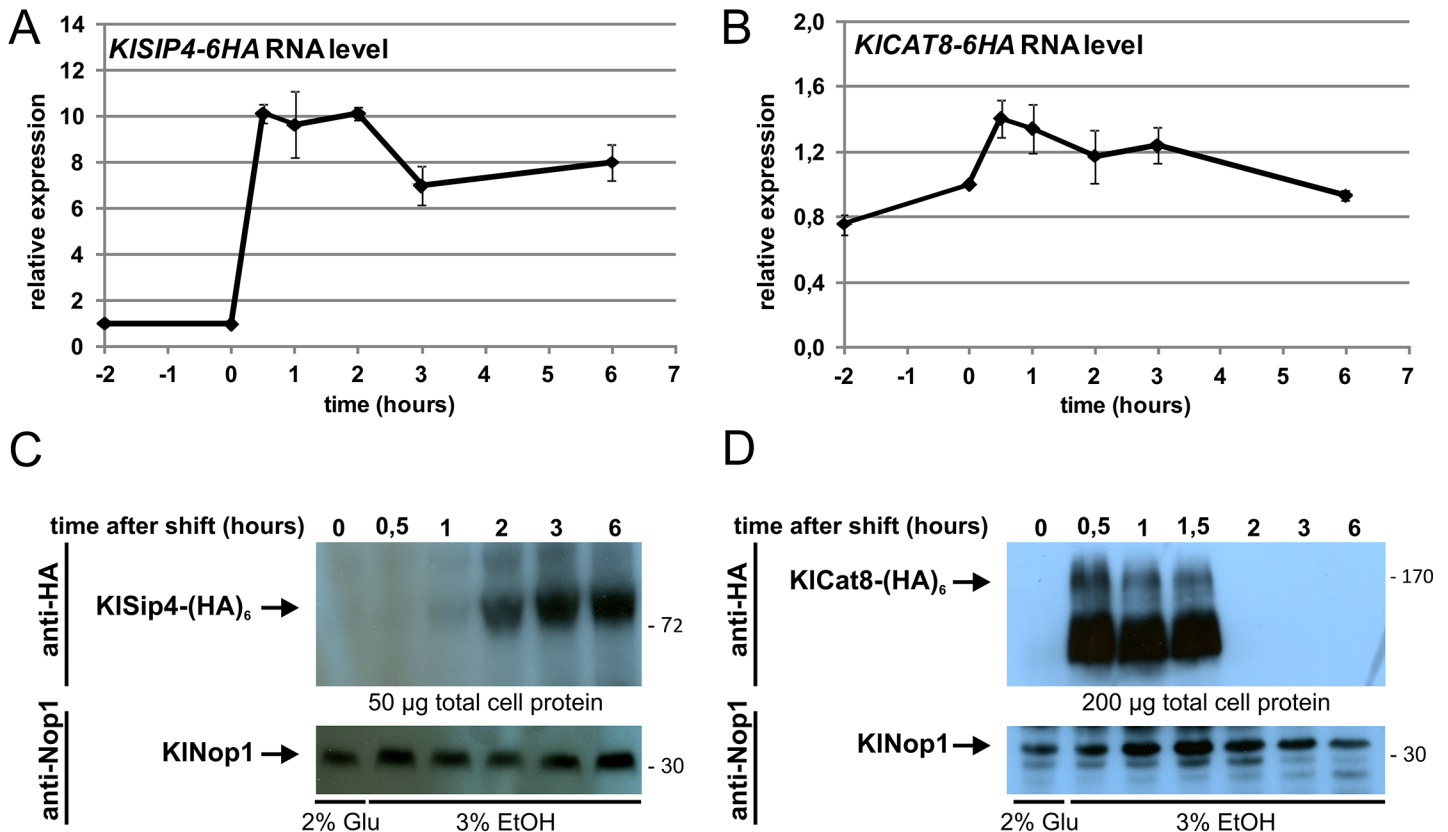 A
KlSIP4-6HA RNA level
relative expression
14
12
10
8
6
4
2
0
-2 -1 0 1 2 3 4 5 6 7
time (hours)
B
KlCAT8-6HA RNA level
relative expression
2,0
1,6
1,2
0,8
0,4
0,0
-2 -1 0 1 2 3 4 5 6 7
time (hours)
C
time after shift (hours) 0 0,5 1 2 3 6
anti-HA
KlSip4-(HA)₆
- 72
50 µg total cell protein
anti-Nop1
KlNop1
- 30
2% Glu 3% EtOH
D
time after shift (hours) 0 0,5 1 1,5 2 3 6
anti-HA
KlCat8-(HA)₆
- 170
200 µg total cell protein
anti-Nop1
KlNop1
- 30
2% Glu 3% EtOH